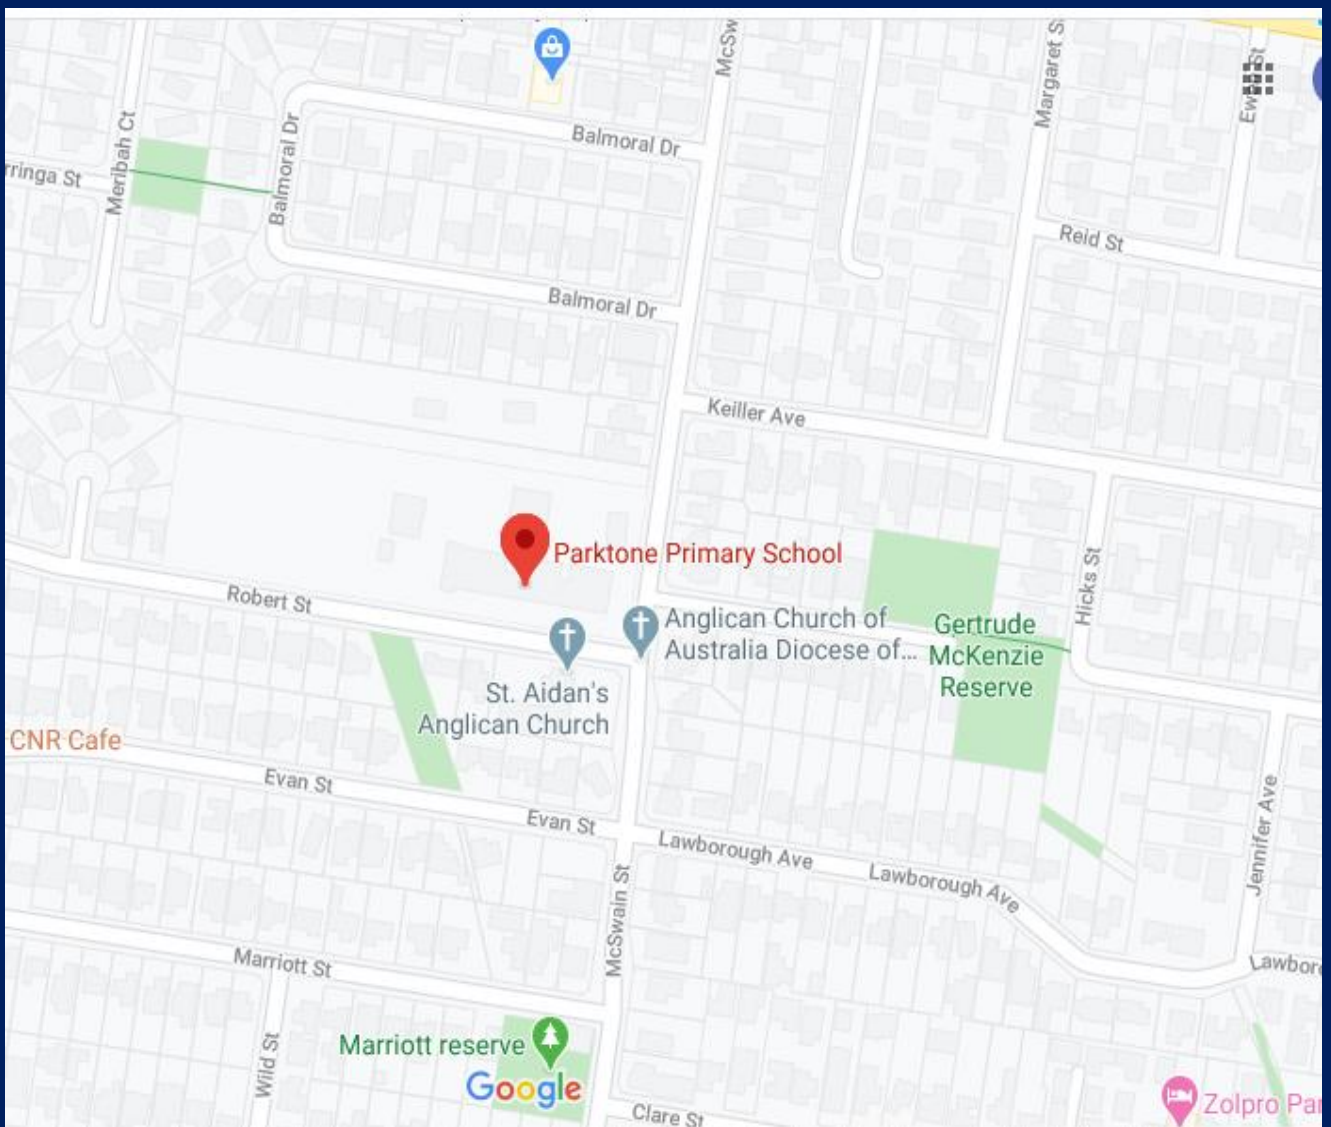 McSw
Margaret S
Ew St
Meribah Ct
Balmoral Dr
Balmoral Dr
rringa St
Reid St
Balmoral Dr
Keiller Ave
Parktone Primary School
Hicks St
Robert St
Anglican Church of
Australia Diocese of...
Gertrude
McKenzie
Reserve
St. Aidan's
Anglican Church
CNR Cafe
Evan St
Evan St
Lawborough Ave
Lawborough Ave
Jennifer Ave
McSwain St
Marriott St
Lawbor
Wild St
Marriott reserve
Google
Clare St
Zolpro Par